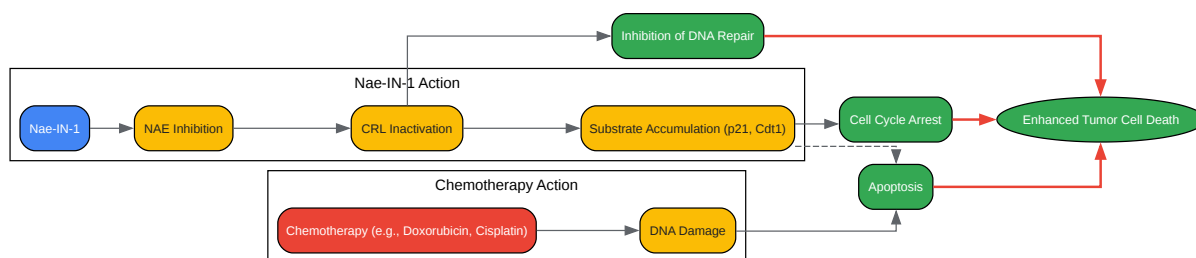 Inhibition of DNA Repair
Nae-IN-1 Action
Nae-IN-1
NAE Inhibition
CRL Inactivation
Substrate Accumulation (p21, Cdt1)
Cell Cycle Arrest
Enhanced Tumor Cell Death
Apoptosis
Chemotherapy Action
Chemotherapy (e.g., Doxorubicin, Cisplatin)
DNA Damage